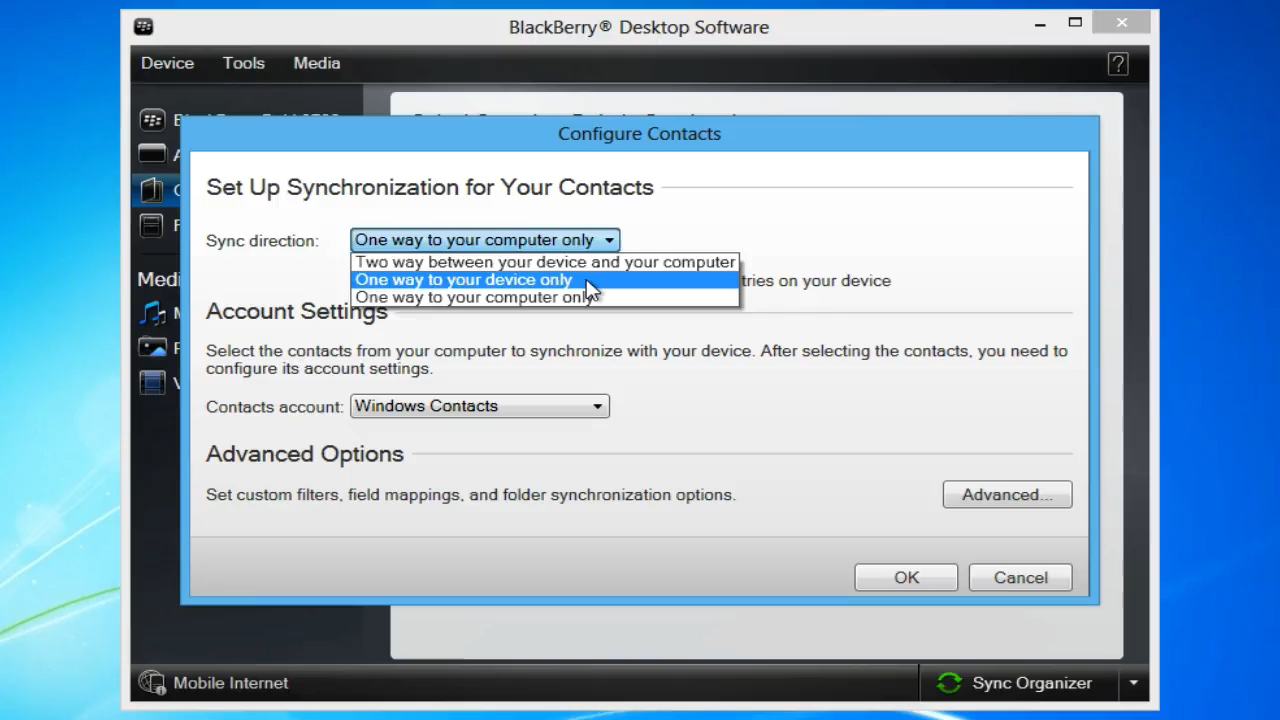 BlackBerry® Desktop Software
Device Tools Media
?
Configure Contacts
Set Up Synchronization for Your Contacts
Sync direction: One way to your computer only
Two way between your device and your computer
One way to your device only
tries on your device
One way to your computer only
Account Settings
Select the contacts from your computer to synchronize with your device. After selecting the contacts, you need to
configure its account settings.
Contacts account: Windows Contacts
Advanced Options
Set custom filters, field mappings, and folder synchronization options.
Advanced...
OK Cancel
Medi
Mobile Internet
Sync Organizer